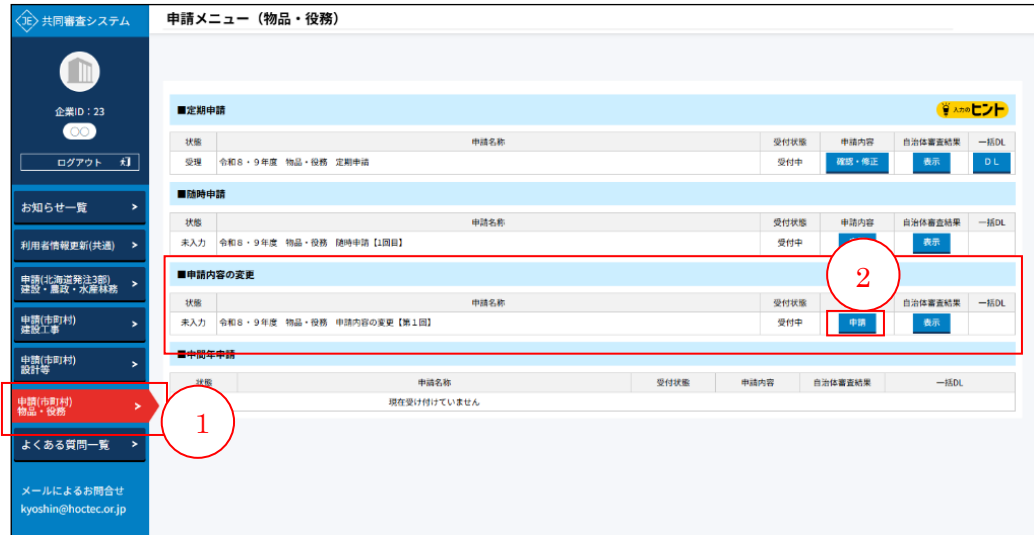 JE 共同審査システム
申請メニュー（物品・役務）
企業ID：23
○○
ログアウト
お知らせ一覧 >
利用者情報更新(共通) >
申請(北海道発注3部)
建設・農政・水産林務 >
申請(市町村)
建設工事 >
申請(市町村)
設計等 >
申請(市町村)
物品・役務 >
1
よくある質問一覧 >
メールによるお問合せ
kyoshin@hoctec.or.jp
■定期申請
入力の ヒント
状態 申請名称 受付状態 申請内容 自治体審査結果 一括DL
受理 令和8・9年度 物品・役務 定期申請 受付中 確認・修正 表示 DL
■随時申請
状態 申請名称 受付状態 申請内容 自治体審査結果 一括DL
未入力 令和8・9年度 物品・役務 随時申請【1回目】 受付中 表示
■申請内容の変更
2
状態 申請名称 受付状態 自治体審査結果 一括DL
未入力 令和8・9年度 物品・役務 申請内容の変更【第1回】 受付中 申請 表示
■中間年申請
状態 申請名称 受付状態 申請内容 自治体審査結果 一括DL
現在受け付けていません